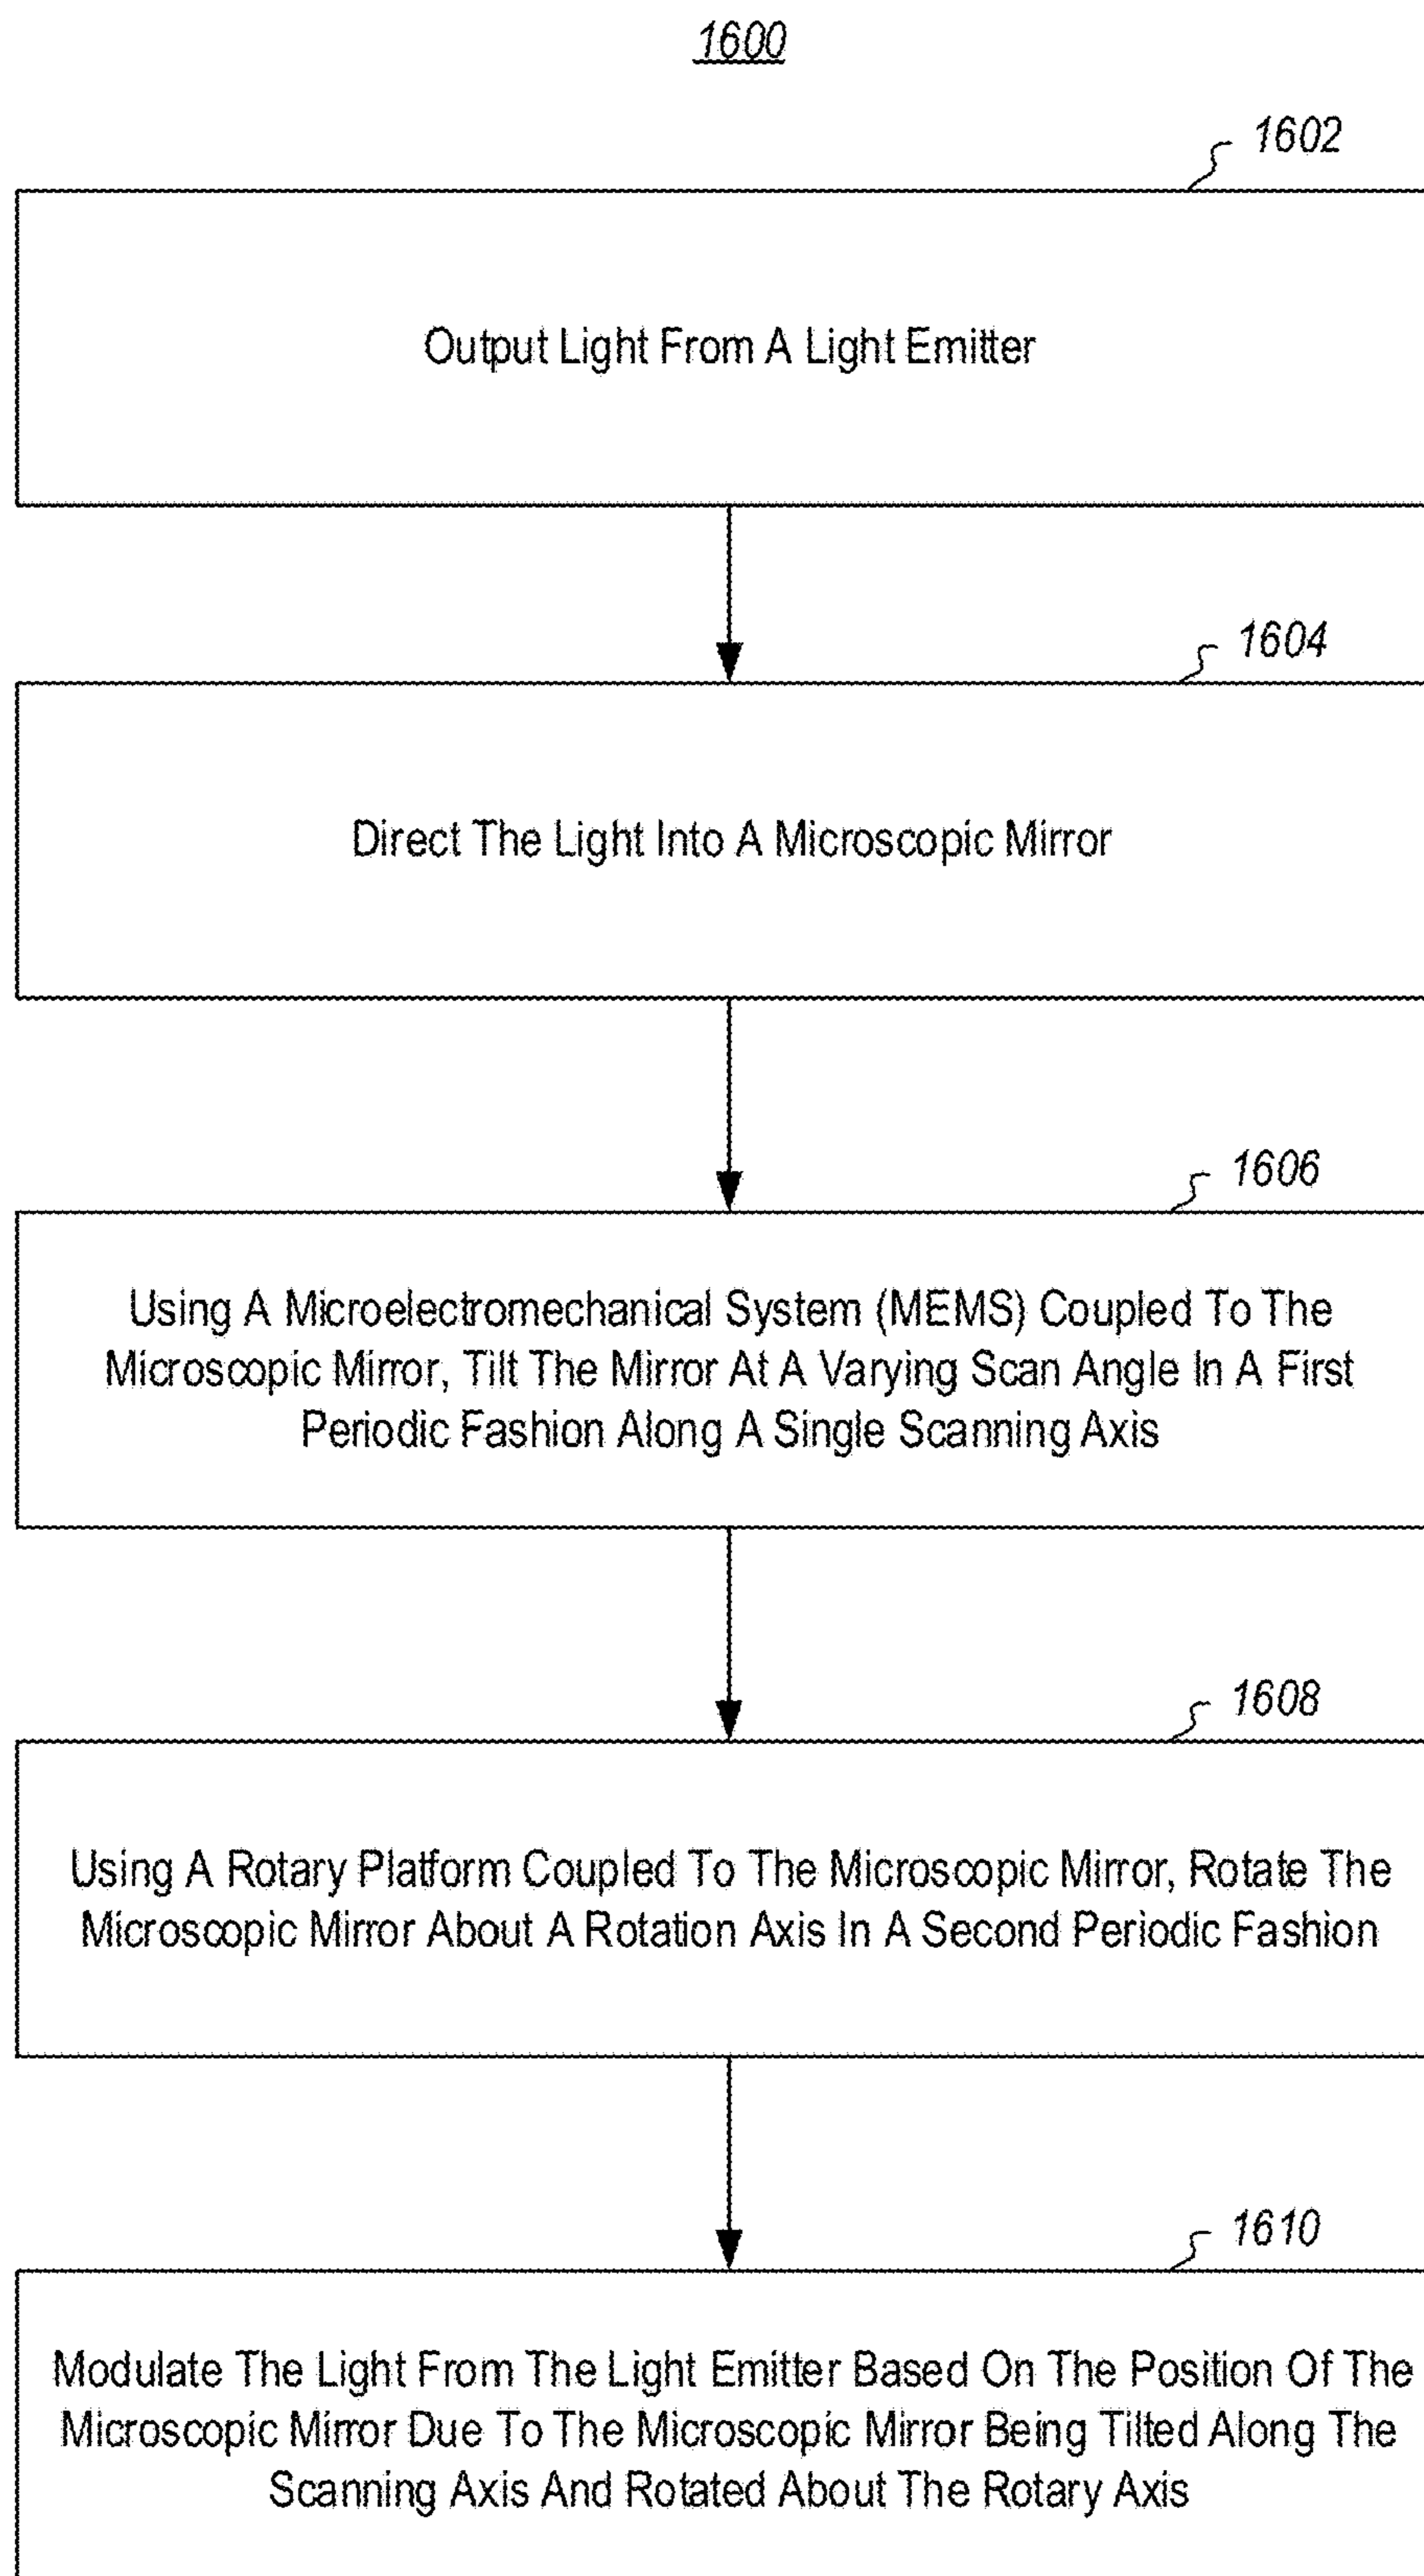 1600
1602
Output Light From A Light Emitter
1604
Direct The Light Into A Microscopic Mirror
1606
Using A Microelectromechanical System (MEMS) Coupled To The
Microscopic Mirror, Tilt The Mirror At A Varying Scan Angle In A First
Periodic Fashion Along A Single Scanning Axis
1608
Using A Rotary Platform Coupled To The Microscopic Mirror, Rotate The
Microscopic Mirror About A Rotation Axis In A Second Periodic Fashion
1610
Modulate The Light From The Light Emitter Based On The Position Of The
Microscopic Mirror Due To The Microscopic Mirror Being Tilted Along The
Scanning Axis And Rotated About The Rotary Axis